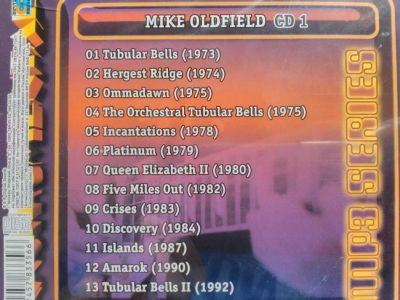 MIKE OLDFIELD CD 1
01 Tubular Bells (1973)
02 Hergest Ridge (1974)
03 Ommadawn (1975)
04 The Orchestral Tubular Bells (1975)
05 Incantations (1978)
06 Platinum (1979)
07 Queen Elizabeth II (1980)
08 Five Miles Out (1982)
09 Crises (1983)
10 Discovery (1984)
11 Islands (1987)
12 Amarok (1990)
13 Tubular Bells II (1992)
MP3 SERIES